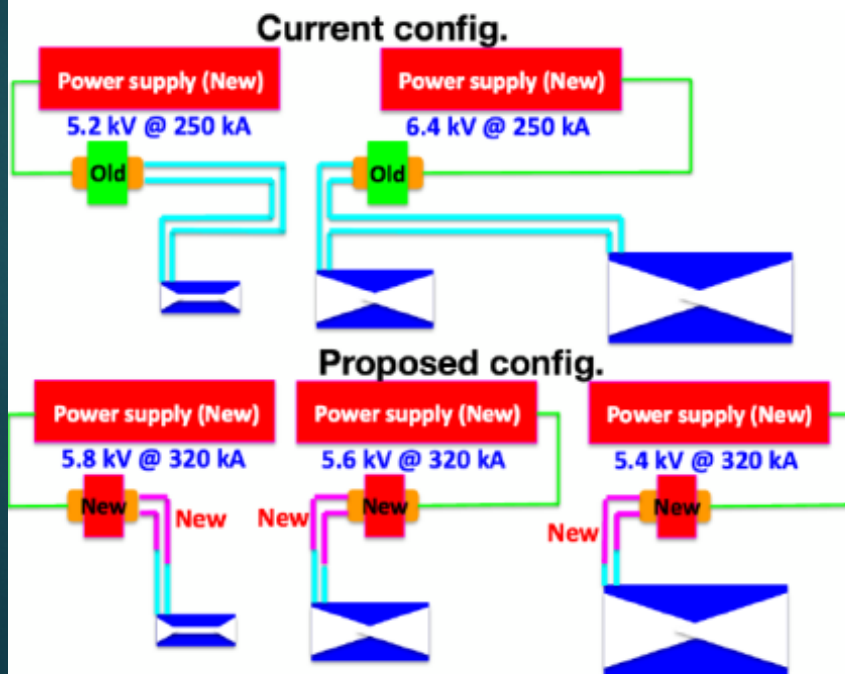 Current config.
Power supply (New) Power supply (New)
5.2 kV @ 250 kA 6.4 kV @ 250 kA
Old Old
Proposed config.
Power supply (New) Power supply (New) Power supply (New)
5.8 kV @ 320 kA 5.6 kV @ 320 kA 5.4 kV @ 320 kA
New New New New New
New